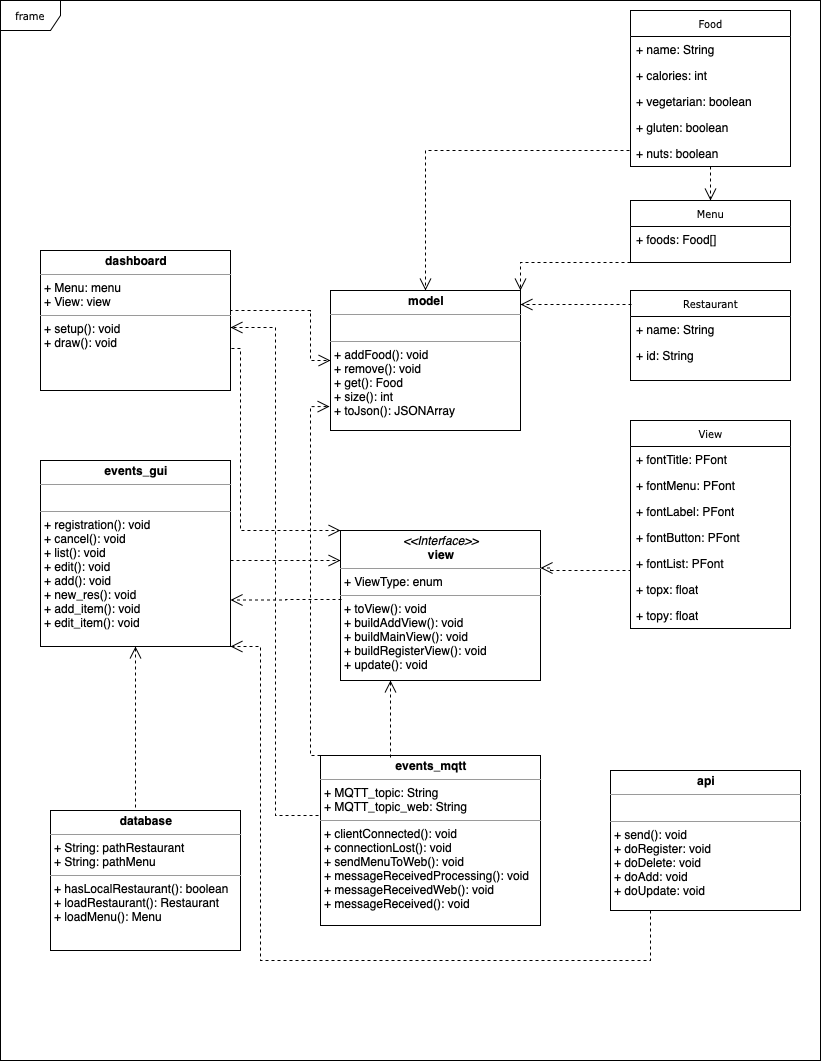 frame
Food
+ name: String
+ calories: int
+ vegetarian: boolean
+ gluten: boolean
+ nuts: boolean
Menu
+ foods: Food[]
dashboard
+ Menu: menu
+ View: view
+ setup(): void
+ draw(): void
model
+ addFood(): void
+ remove(): void
+ get(): Food
+ size(): int
+ toJson(): JSONArray
Restaurant
+ name: String
+ id: String
View
+ fontTitle: PFont
+ fontMenu: PFont
+ fontLabel: PFont
+ fontButton: PFont
+ fontList: PFont
+ topx: float
+ topy: float
events_gui
+ registration(): void
+ cancel(): void
+ list(): void
+ edit(): void
+ add(): void
+ new_res(): void
+ add_item(): void
+ edit_item(): void
<<Interface>>
view
+ ViewType: enum
+ toView(): void
+ buildAddView(): void
+ buildMainView(): void
+ buildRegisterView(): void
+ update(): void
events_mqtt
+ MQTT_topic: String
+ MQTT_topic_web: String
+ clientConnected(): void
+ connectionLost(): void
+ sendMenuToWeb(): void
+ messageReceivedProcessing(): void
+ messageReceivedWeb(): void
+ messageReceived(): void
api
+ send(): void
+ doRegister(): void
+ doDelete(): void
+ doAdd(): void
+ doUpdate(): void
database
+ String: pathRestaurant
+ String: pathMenu
+ hasLocalRestaurant(): boolean
+ loadRestaurant(): Restaurant
+ loadMenu(): Menu